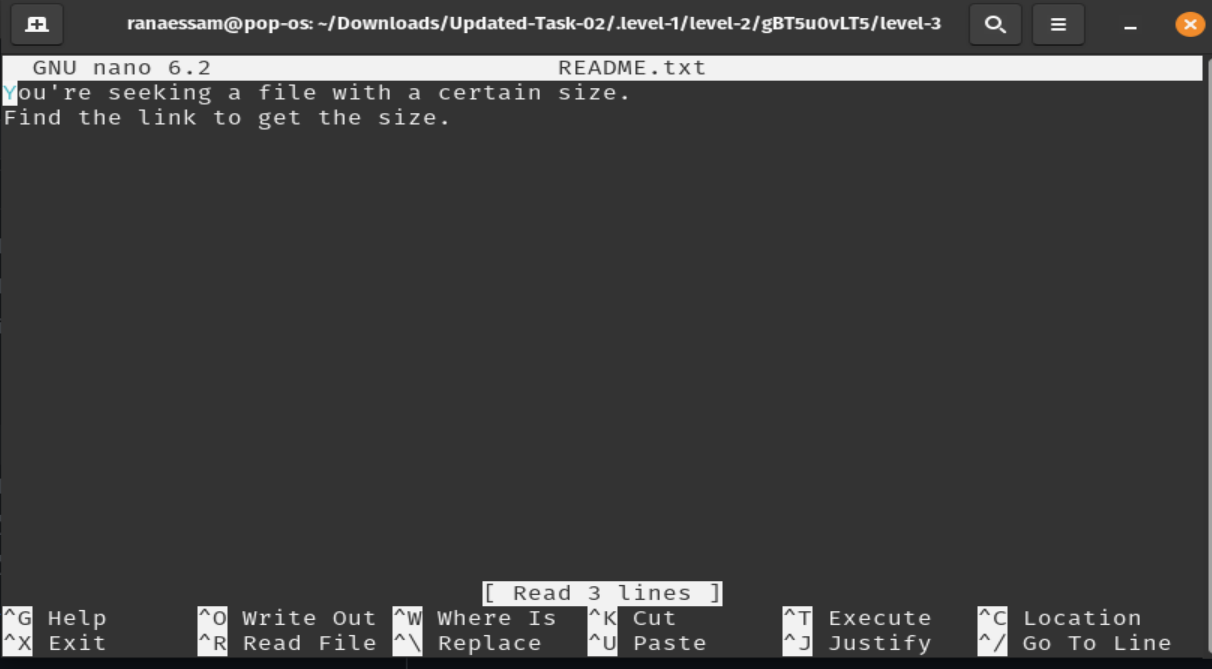 ranaessam@pop-os: ~/Downloads/Updated-Task-02/.level-1/level-2/gBT5u0vLT5/level-3
GNU nano 6.2 README.txt
You're seeking a file with a certain size.
Find the link to get the size.
[ Read 3 lines ]
^G Help ^O Write Out ^W Where Is ^K Cut ^T Execute ^C Location
^X Exit ^R Read File ^\ Replace ^U Paste ^J Justify ^/ Go To Line